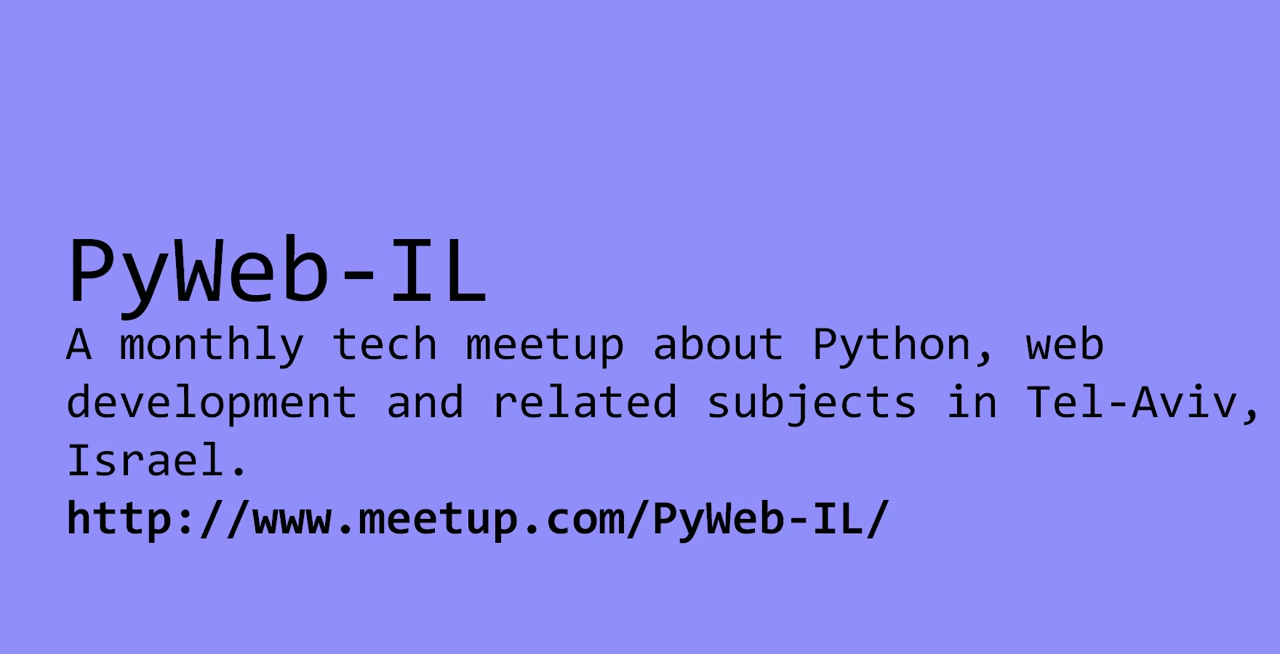 PyWeb-IL
A monthly tech meetup about Python, web
development and related subjects in Tel-Aviv,
Israel.
http://www.meetup.com/PyWeb-IL/